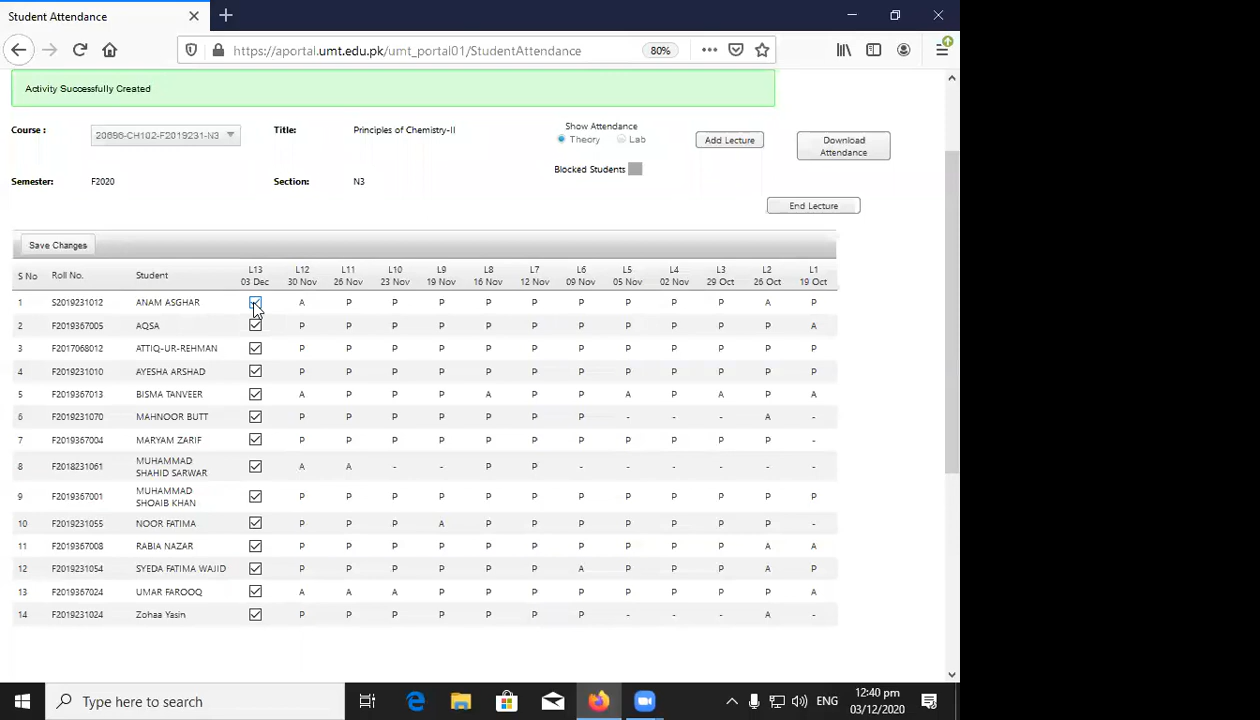 Student Attendance
https://aportal.umt.edu.pk/umt_portal01/StudentAttendance 80%
Activity Successfully Created
Course : 20696-CH102-F2019231-N3 Title: Principles of Chemistry-II Show Attendance Theory Lab Add Lecture Download Attendance
Blocked Students
Semester: F2020 Section: N3
End Lecture
Save Changes
S No Roll No. Student L13 03 Dec L12 30 Nov L11 26 Nov L10 23 Nov L9 19 Nov L8 16 Nov L7 12 Nov L6 09 Nov L5 05 Nov L4 02 Nov L3 29 Oct L2 26 Oct L1 19 Oct
1 S2019231012 ANAM ASGHAR A P P P P P P P P P A P
2 F2019367005 AQSA P P P P P P P P P P P A
3 F2017068012 ATTIQ-UR-REHMAN P P P P P P P P P P P P
4 F2019231010 AYESHA ARSHAD P P P P P P P P P P P P
5 F2019367013 BISMA TANVEER A P P P A P P A P A P A
6 F2019231070 MAHNOOR BUTT P P P P P P P - - - A -
7 F2019367004 MARYAM ZARIF P P P P P P P P P P P -
8 F2018231061 MUHAMMAD SHAHID SARWAR A A - - P P - - - - - -
9 F2019367001 MUHAMMAD SHOAIB KHAN P P P P P P P P P P P P
10 F2019231055 NOOR FATIMA P P P A P P P P P P P -
11 F2019367008 RABIA NAZAR P P P P P P P P P P A A
12 F2019231054 SYEDA FATIMA WAJID P P P P P P A P P P A P
13 F2019367024 UMAR FAROOQ A A A P P P P P P P P A
14 F2019231024 Zohaa Yasin P P P P P P P - - - A -
Type here to search ENG 12:40 pm
03/12/2020